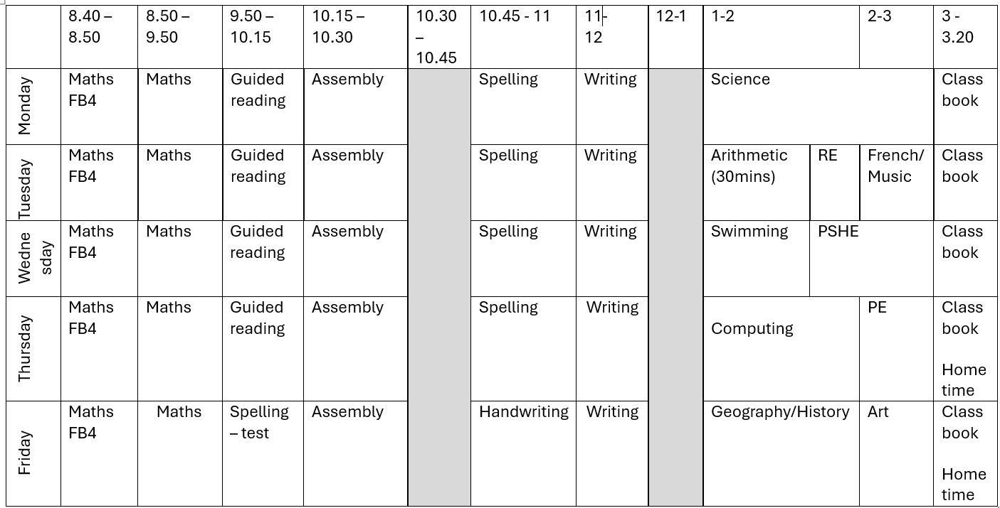 8.40 – 8.50 8.50 – 9.50 9.50 – 10.15 10.15 – 10.30 10.30 – 10.45 10.45 - 11 11- 12 12-1 1-2 2-3 3 - 3.20
Monday Maths FB4 Maths Guided reading Assembly Spelling Writing Science Class book
Tuesday Maths FB4 Maths Guided reading Assembly Spelling Writing Arithmetic (30mins) RE French/ Music Class book
Wedne sday Maths FB4 Maths Guided reading Assembly Spelling Writing Swimming PSHE Class book
Thursday Maths FB4 Maths Guided reading Assembly Spelling Writing Computing PE Class book Home time
Friday Maths FB4 Maths Spelling – test Assembly Handwriting Writing Geography/History Art Class book Home time